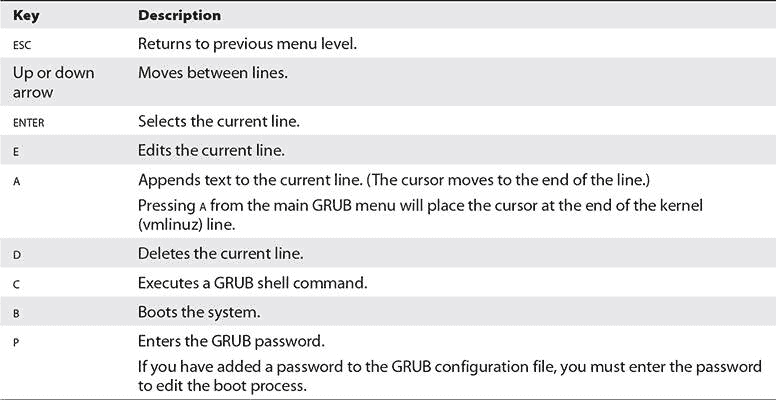 Key Description
ESC Returns to previous menu level.
Up or down Moves between lines.
arrow
ENTER Selects the current line.
E Edits the current line.
A Appends text to the current line. (The cursor moves to the end of the line.)
Pressing A from the main GRUB menu will place the cursor at the end of the kernel
(vmlinuz) line.
D Deletes the current line.
C Executes a GRUB shell command.
B Boots the system.
P Enters the GRUB password.
If you have added a password to the GRUB configuration file, you must enter the password
to edit the boot process.